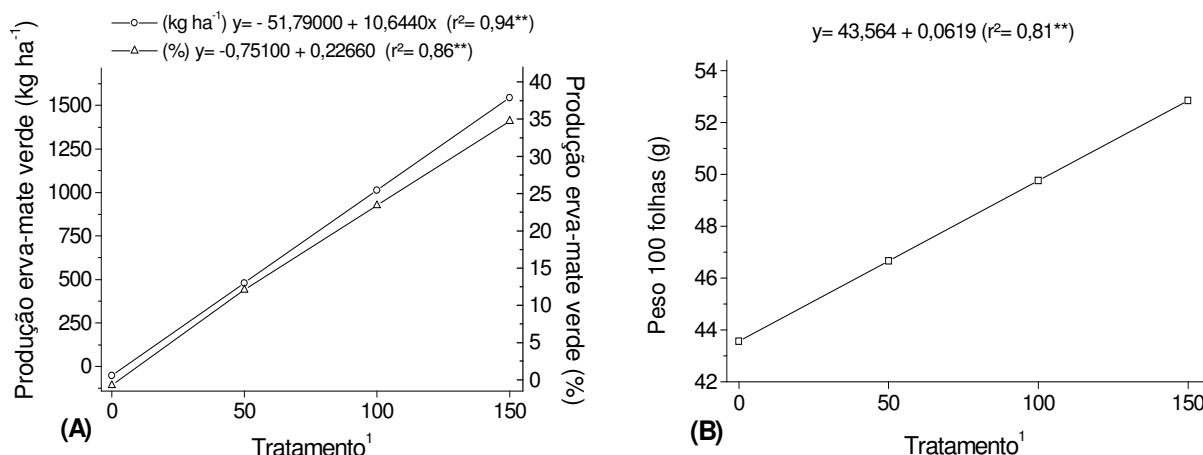 (kg ha⁻¹) y= - 51,79000 + 10,6440x (r²= 0,94**)
(%) y= -0,75100 + 0,22660 (r²= 0,86**)
Produção erva-mate verde (kg ha⁻¹)
1500
1250
1000
750
500
250
0
40
35
30
25
20
15
10
5
0
Produção erva-mate verde (%)
0 50 100 150
(A)
Tratamento¹
y= 43,564 + 0,0619 (r²= 0,81**)
Peso 100 folhas (g)
54
52
50
48
46
44
42
0 50 100 150
(B)
Tratamento¹